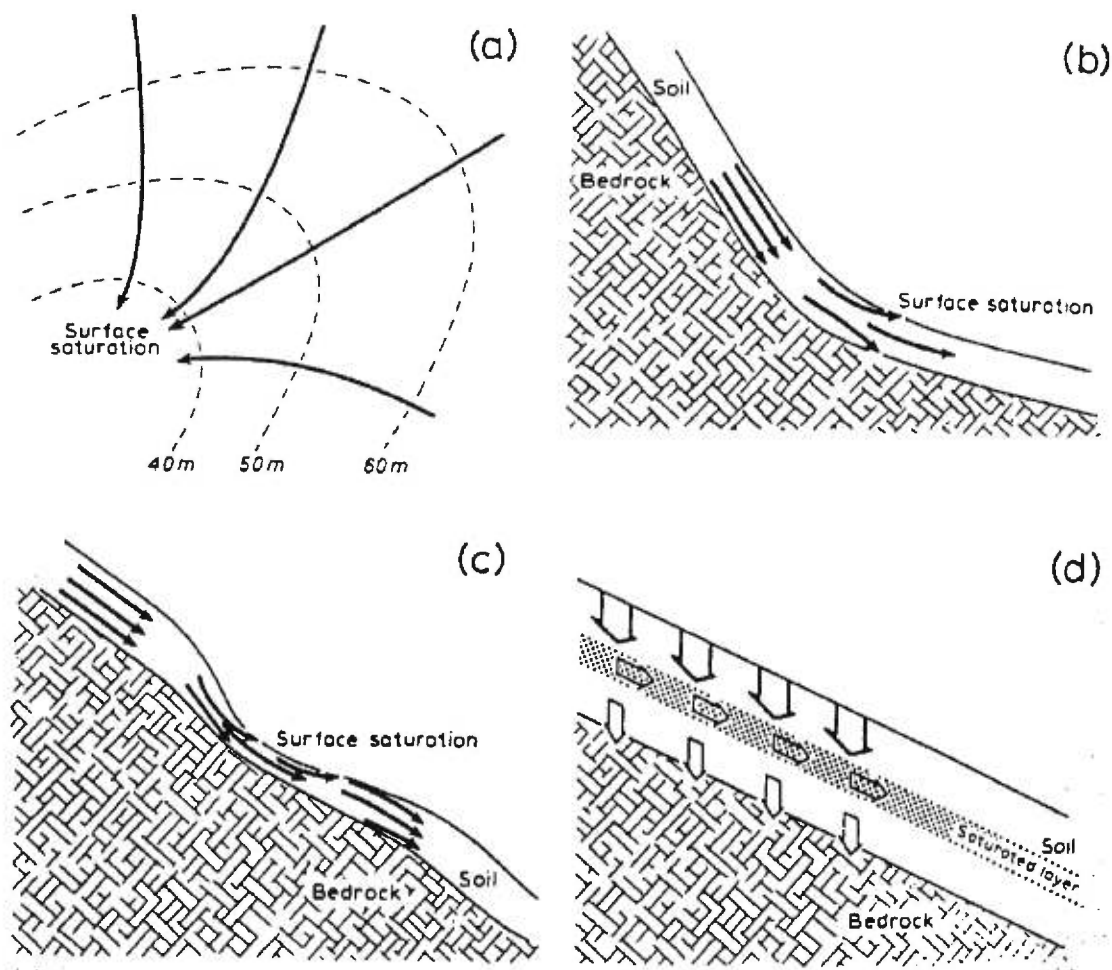 (a)
Surface
saturation
40m
50m
60m
(b)
Soil
Bedrock
Surface saturation
(c)
Surface saturation
Bedrock
Soil
(d)
Soil
Saturated layer
Bedrock